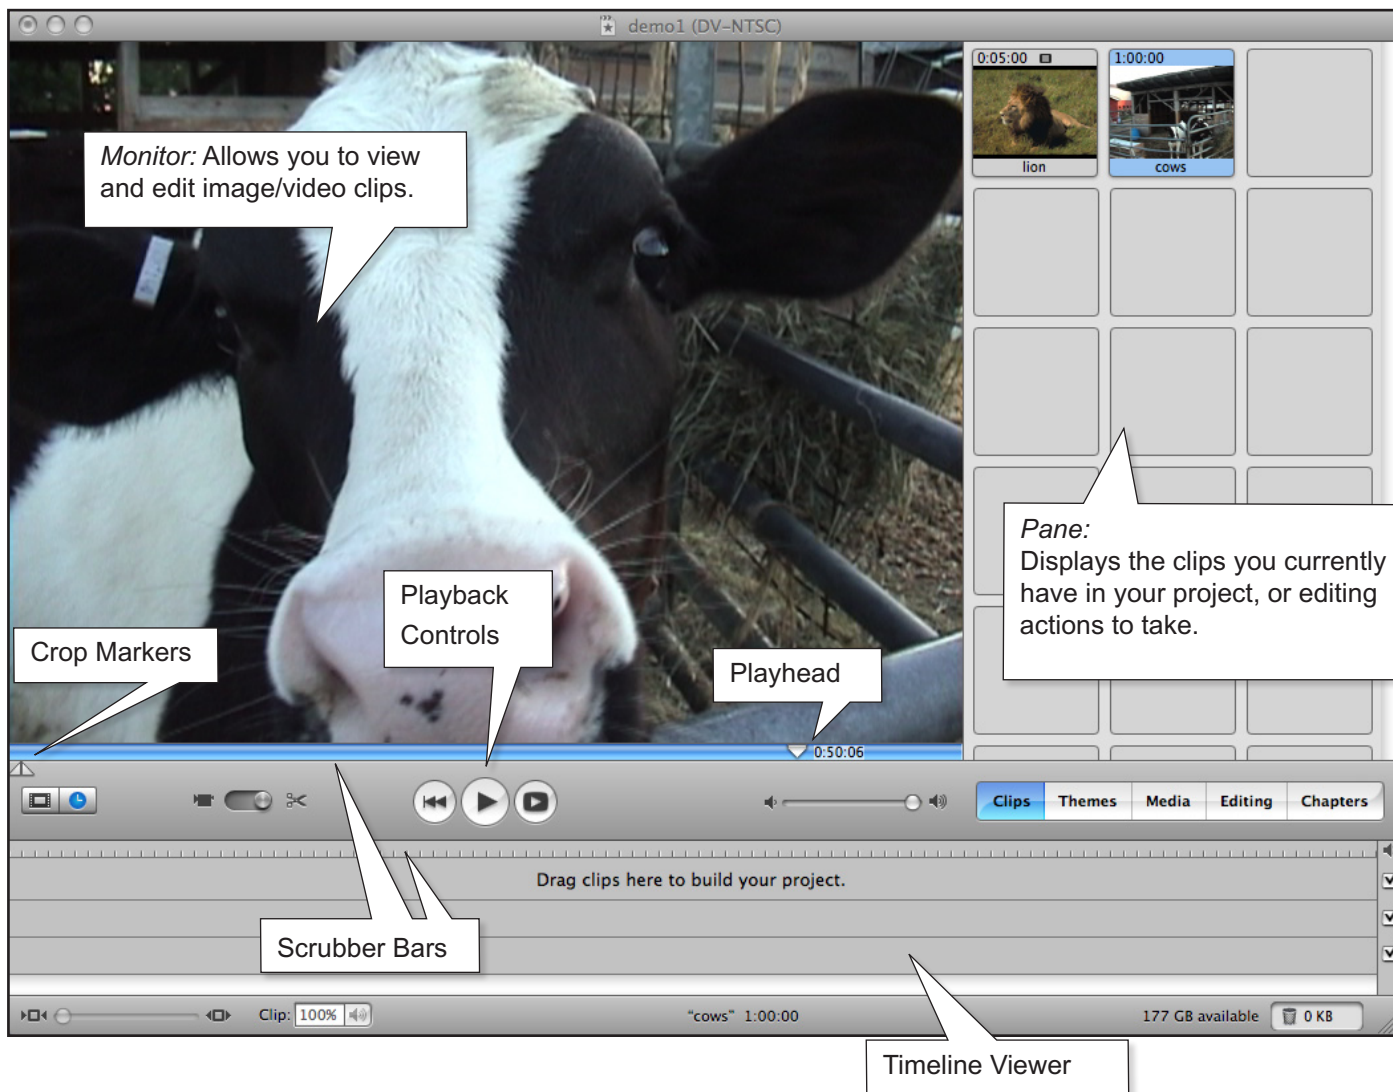 demo1 (DV-NTSC)
Monitor: Allows you to view
and edit image/video clips.
0:05:00
lion
1:00:00
cows
Pane:
Displays the clips you currently
have in your project, or editing
actions to take.
Playback
Controls
Crop Markers
Playhead
0:50:06
Clips Themes Media Editing Chapters
Drag clips here to build your project.
Scrubber Bars
Clip: 100%
"cows" 1:00:00
177 GB available
0 KB
Timeline Viewer